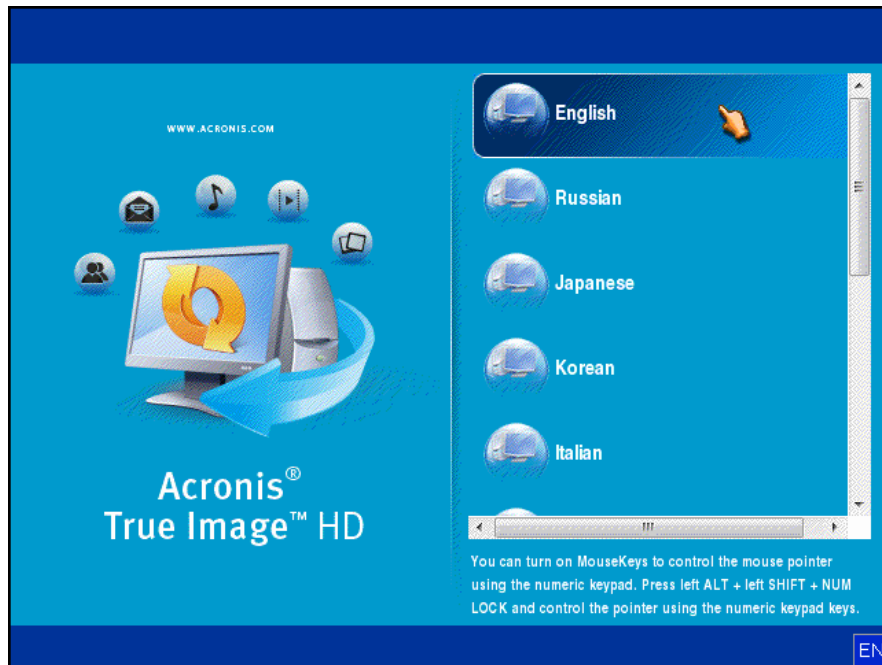 WWW.ACRONIS.COM
Acronis®
True Image™ HD
English
Russian
Japanese
Korean
Italian
You can turn on MouseKeys to control the mouse pointer
using the numeric keypad. Press left ALT + left SHIFT + NUM
LOCK and control the pointer using the numeric keypad keys.
EN